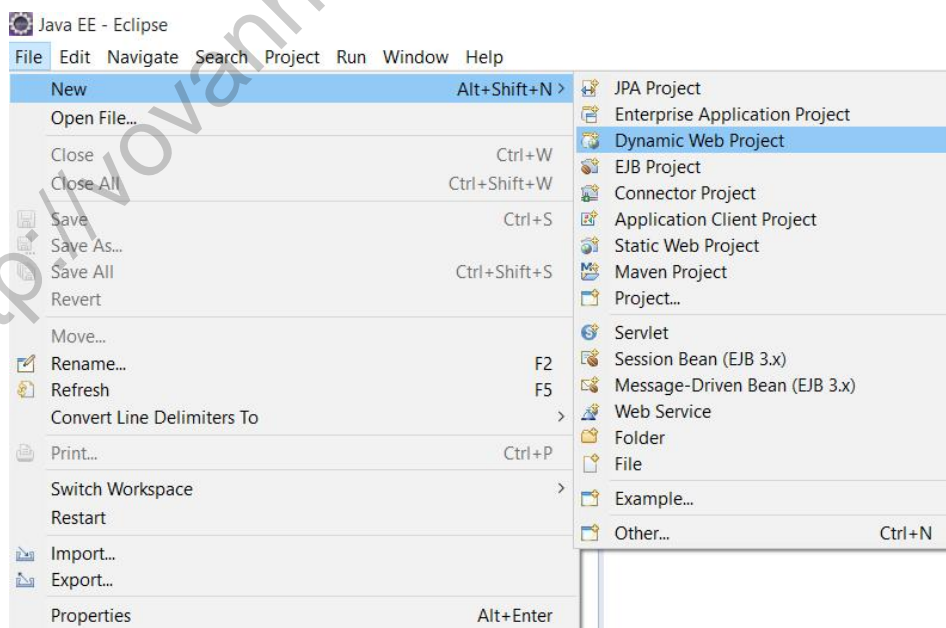 Java EE - Eclipse
File Edit Navigate Search Project Run Window Help
New Alt+Shift+N >
Open File...
Close Ctrl+W
Close All Ctrl+Shift+W
Save Ctrl+S
Save As...
Save All Ctrl+Shift+S
Revert
Move...
Rename... F2
Refresh F5
Convert Line Delimiters To >
Print... Ctrl+P
Switch Workspace >
Restart
Import...
Export...
Properties Alt+Enter
JPA Project
Enterprise Application Project
Dynamic Web Project
EJB Project
Connector Project
Application Client Project
Static Web Project
Maven Project
Project...
Servlet
Session Bean (EJB 3.x)
Message-Driven Bean (EJB 3.x)
Web Service
Folder
File
Example...
Other... Ctrl+N